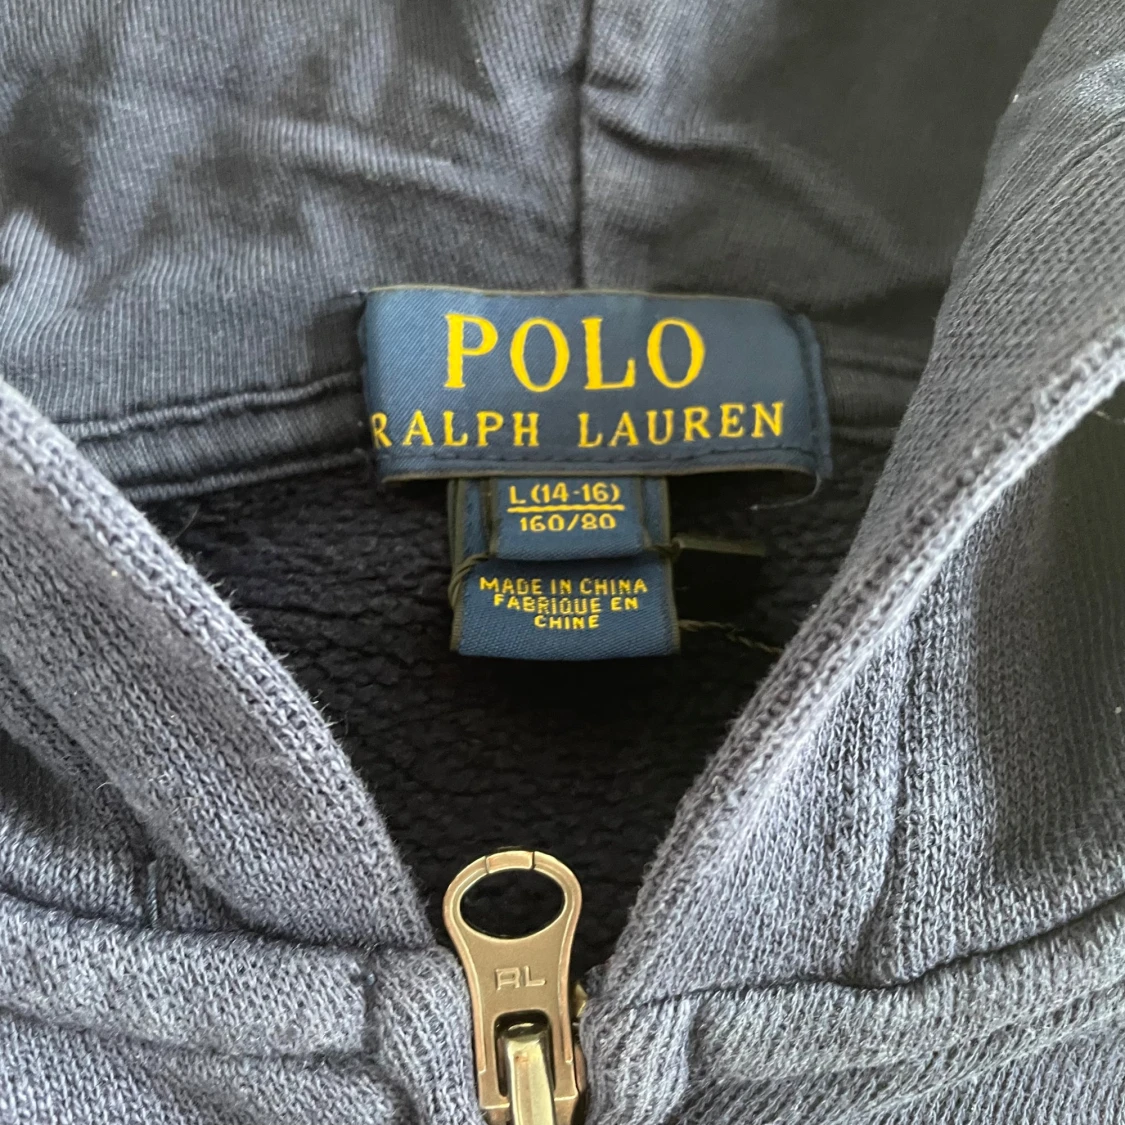 POLO
RALPH LAUREN
L(14-16)
160/80
MADE IN CHINA
FABRIQUE EN
CHINE
RL